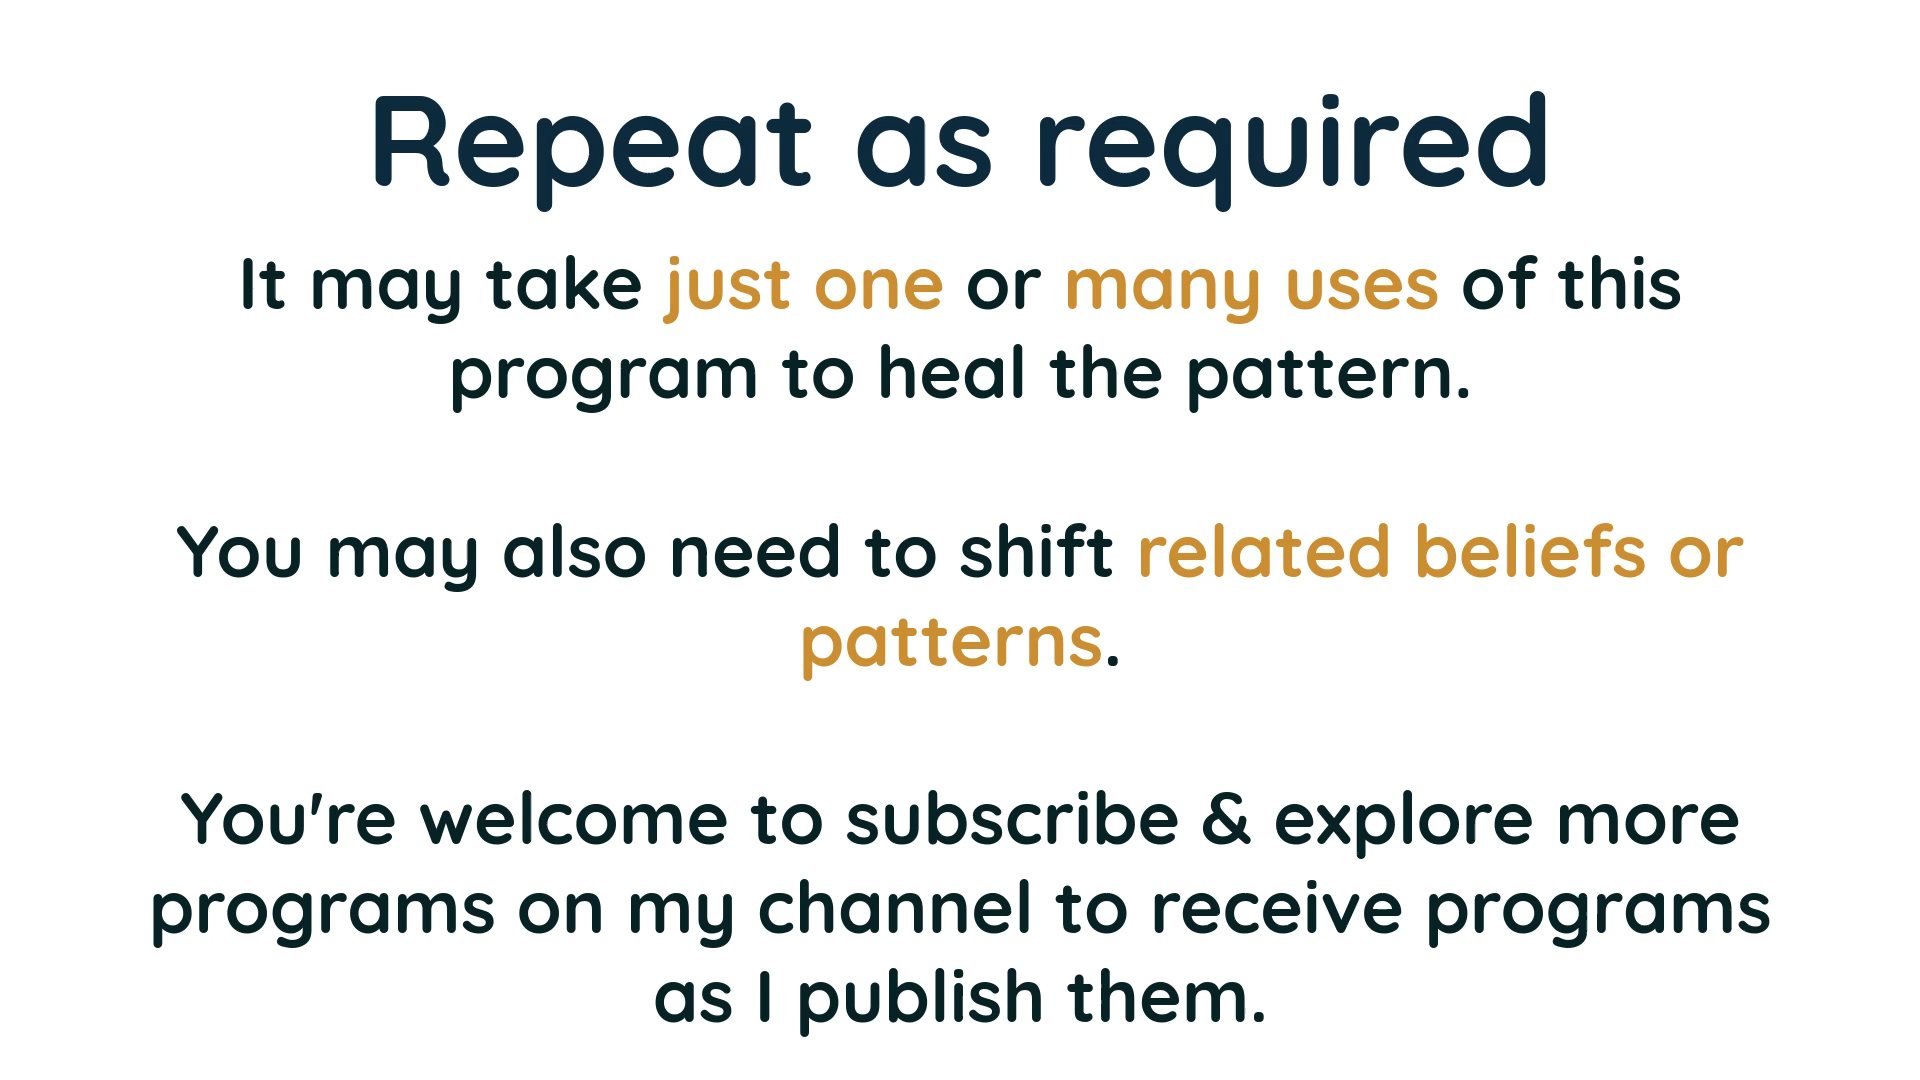 Repeat as required
It may take just one or many uses of this
program to heal the pattern.
You may also need to shift related beliefs or
patterns.
You're welcome to subscribe & explore more
programs on my channel to receive programs
as I publish them.